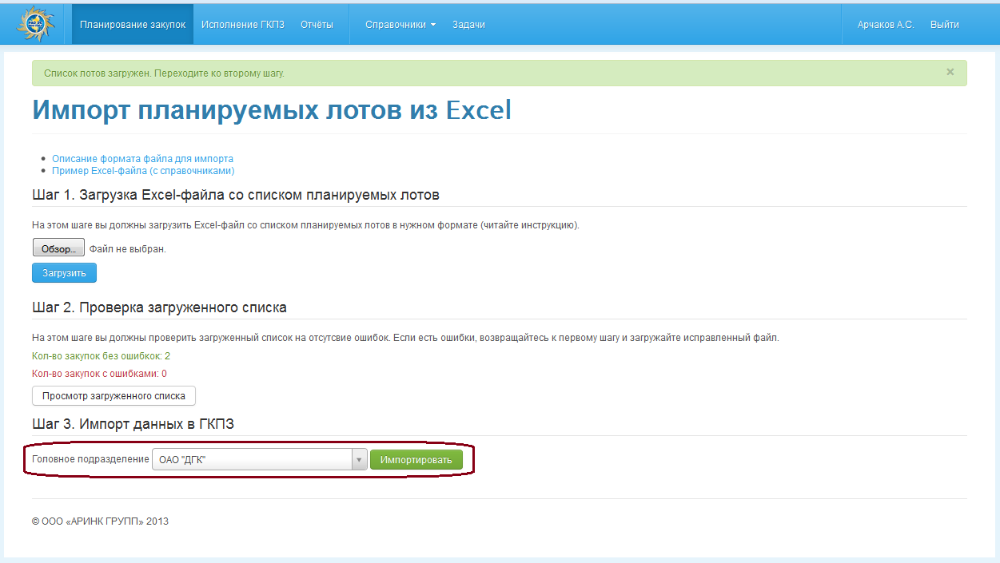 Планирование закупок Исполнение ГКПЗ Отчёты Справочники Задачи Арчаков А.С. Выйти
Список лотов загружен. Переходите ко второму шагу. ×
Импорт планируемых лотов из Excel
Описание формата файла для импорта
Пример Excel-файла (с справочниками)
Шаг 1. Загрузка Excel-файла со списком планируемых лотов
На этом шаге вы должны загрузить Excel-файл со списком планируемых лотов в нужном формате (читайте инструкцию).
Обзор... Файл не выбран.
Загрузить
Шаг 2. Проверка загруженного списка
На этом шаге вы должны проверить загруженный список на отсутсвие ошибок. Если есть ошибки, возвращайтесь к первому шагу и загружайте исправленный файл.
Кол-во закупок без ошибкок: 2
Кол-во закупок с ошибками: 0
Просмотр загруженного списка
Шаг 3. Импорт данных в ГКПЗ
Головное подразделение ОАО "ДГК" Импортировать
© ООО «АРИНК ГРУПП» 2013